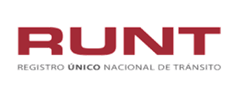 RUNT
REGISTRO ÚNICO NACIONAL DE TRÁNSITO